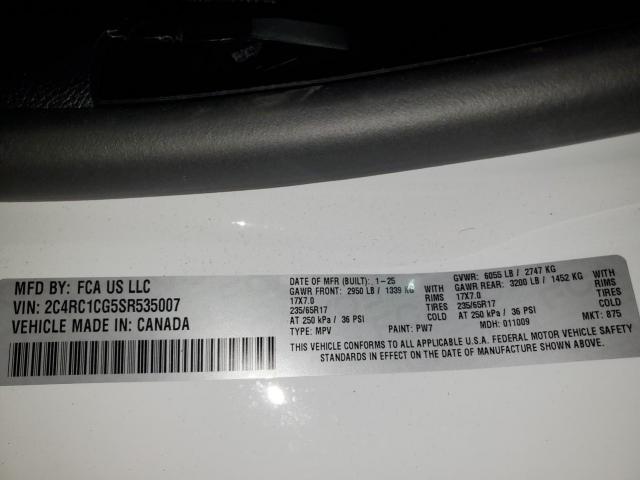 MFD BY: FCA US LLC
VIN: 2C4RC1CG5SR535007
VEHICLE MADE IN: CANADA
DATE OF MFR (BUILT): 1-25 GVWR: 6055 LB / 2747 KG
GAWR FRONT: 2950 LB / 1339 KG WITH GAWR REAR: 3200 LB / 1452 KG WITH
17X7.0 RIMS 17X7.0 RIMS
235/65R17 TIRES 235/65R17 TIRES
AT 250 kPa / 36 PSI COLD AT 250 kPa / 36 PSI COLD
TYPE: MPV PAINT: PW7 MDH: 011009 MKT: 875
THIS VEHICLE CONFORMS TO ALL APPLICABLE U.S.A. FEDERAL MOTOR VEHICLE SAFETY
STANDARDS IN EFFECT ON THE DATE OF MANUFACTURE SHOWN ABOVE.